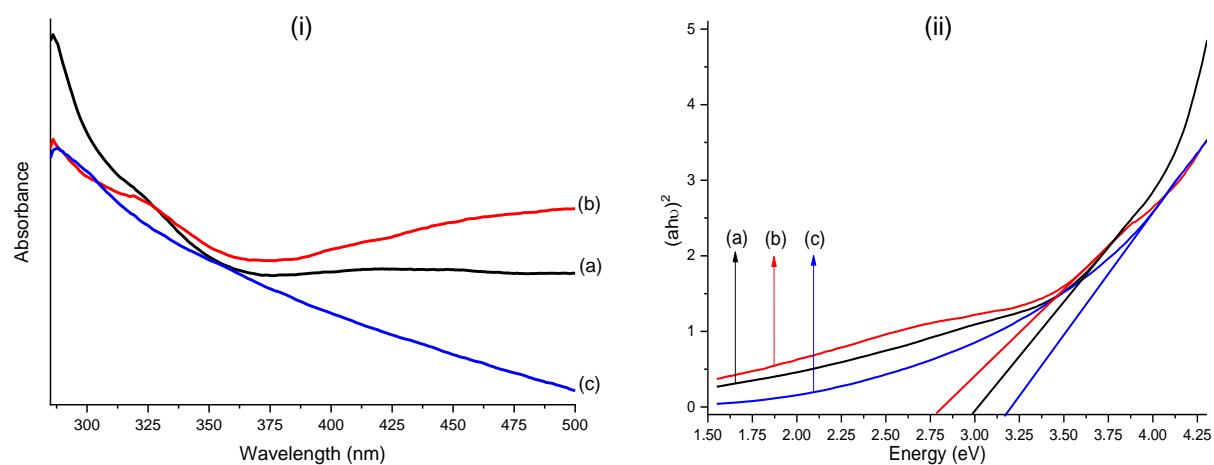 (i)
Absorbance
(b)
(a)
(c)
300 325 350 375 400 425 450 475 500
Wavelength (nm)
(ii)
(ahυ)²
5
4
3
2
1
0
(a) (b) (c)
1.50 1.75 2.00 2.25 2.50 2.75 3.00 3.25 3.50 3.75 4.00 4.25
Energy (eV)